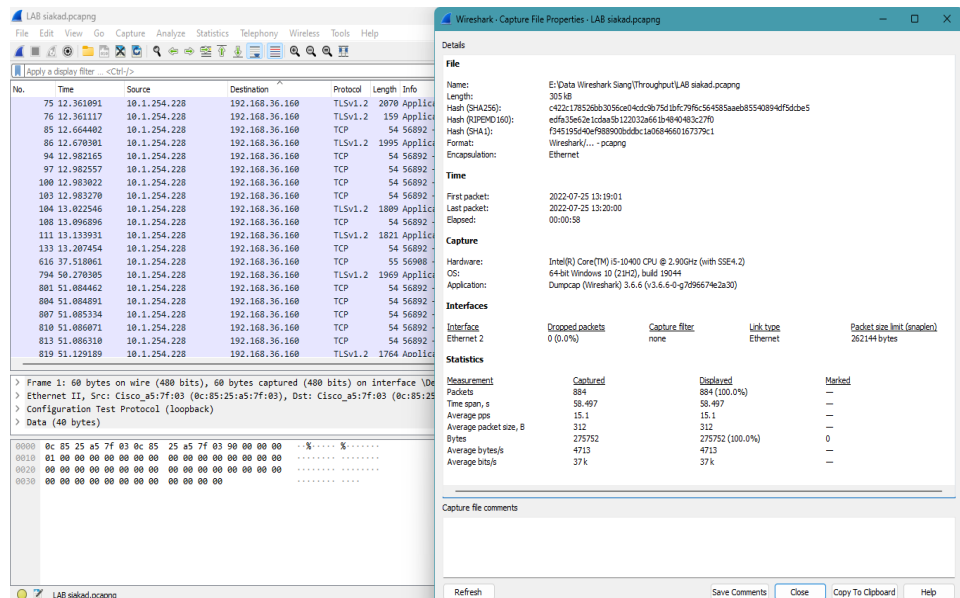 LAB siakad.pcapng
File Edit View Go Capture Analyze Statistics Telephony Wireless Tools Help
Apply a display filter ... <Ctrl-/>
No. Time Source Destination Protocol Length Info
75 12.361091 10.1.254.228 192.168.36.160 TLSv1.2 2070 Applic
76 12.361117 10.1.254.228 192.168.36.160 TLSv1.2 159 Applic
85 12.664402 10.1.254.228 192.168.36.160 TCP 54 56892 -
86 12.670301 10.1.254.228 192.168.36.160 TLSv1.2 1995 Applic
94 12.982165 10.1.254.228 192.168.36.160 TCP 54 56892 -
97 12.982557 10.1.254.228 192.168.36.160 TCP 54 56892 -
100 12.983022 10.1.254.228 192.168.36.160 TCP 54 56892 -
103 12.983270 10.1.254.228 192.168.36.160 TCP 54 56892 -
104 13.022546 10.1.254.228 192.168.36.160 TLSv1.2 1809 Applic
108 13.096896 10.1.254.228 192.168.36.160 TCP 54 56892 -
111 13.133931 10.1.254.228 192.168.36.160 TLSv1.2 1821 Applic
133 13.207454 10.1.254.228 192.168.36.160 TCP 54 56892 -
616 37.518061 10.1.254.228 192.168.36.160 TCP 55 56908 -
794 50.270305 10.1.254.228 192.168.36.160 TLSv1.2 1969 Applic
801 51.084462 10.1.254.228 192.168.36.160 TCP 54 56892 -
804 51.084891 10.1.254.228 192.168.36.160 TCP 54 56892 -
807 51.085334 10.1.254.228 192.168.36.160 TCP 54 56892 -
810 51.086071 10.1.254.228 192.168.36.160 TCP 54 56892 -
813 51.086310 10.1.254.228 192.168.36.160 TCP 54 56892 -
819 51.129189 10.1.254.228 192.168.36.160 TLSv1.2 1764 Applic
> Frame 1: 60 bytes on wire (480 bits), 60 bytes captured (480 bits) on interface \De
> Ethernet II, Src: Cisco_a5:7f:03 (0c:85:25:a5:7f:03), Dst: Cisco_a5:7f:03 (0c:85:25
> Configuration Test Protocol (loopback)
> Data (40 bytes)
0000 0c 85 25 a5 7f 03 0c 85 25 a5 7f 03 90 00 00 00 ··%····· %·······
0010 01 00 00 00 00 00 00 00 00 00 00 00 00 00 00 00 ········ ········
0020 00 00 00 00 00 00 00 00 00 00 00 00 00 00 00 00 ········ ········
0030 00 00 00 00 00 00 00 00 00 00 00 00 ········ ····
LAB siakad.pcapng
Wireshark · Capture File Properties · LAB siakad.pcapng
Details
File
Name: E:\Data Wireshark Siang\Throughput\LAB siakad.pcapng
Length: 305 kB
Hash (SHA256): c422c178526bb3056ce04cdc9b75d1bfc79f6c564585aaeb85540894df5dcbe5
Hash (RIPEMD160): edfa35e62e1cdaa5b122032a661b4840483c27f0
Hash (SHA1): f345195d40ef988900bddbc1a0684660167379c1
Format: Wireshark/... - pcapng
Encapsulation: Ethernet
Time
First packet: 2022-07-25 13:19:01
Last packet: 2022-07-25 13:20:00
Elapsed: 00:00:58
Capture
Hardware: Intel(R) Core(TM) i5-10400 CPU @ 2.90GHz (with SSE4.2)
OS: 64-bit Windows 10 (21H2), build 19044
Application: Dumpcap (Wireshark) 3.6.6 (v3.6.6-0-g7d96674e2a30)
Interfaces
Interface Dropped packets Capture filter Link type Packet size limit (snaplen)
Ethernet 2 0 (0.0%) none Ethernet 262144 bytes
Statistics
Measurement Captured Displayed Marked
Packets 884 884 (100.0%) —
Time span, s 58.497 58.497 —
Average pps 15.1 15.1 —
Average packet size, B 312 312 —
Bytes 275752 275752 (100.0%) 0
Average bytes/s 4713 4713 —
Average bits/s 37 k 37 k —
Capture file comments
Refresh Save Comments Close Copy To Clipboard Help